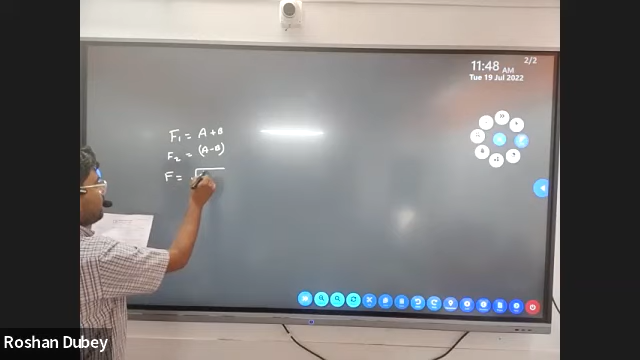 11:48 AM
2/2
Tue 19 Jul 2022
F₁ = A + B
F₂ = (A - B)
F = √
Roshan Dubey